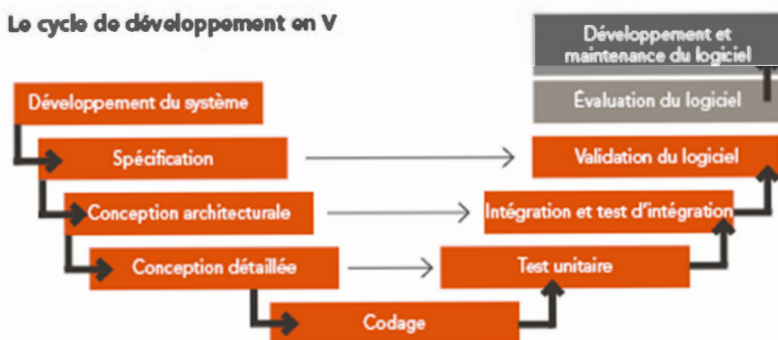 Le cycle de développement en V
Développement et
maintenance du logiciel
Développement du système
Évaluation du logiciel
Spécification
Validation du logiciel
Conception architecturale
Intégration et test d'intégration
Conception détaillée
Test unitaire
Codage